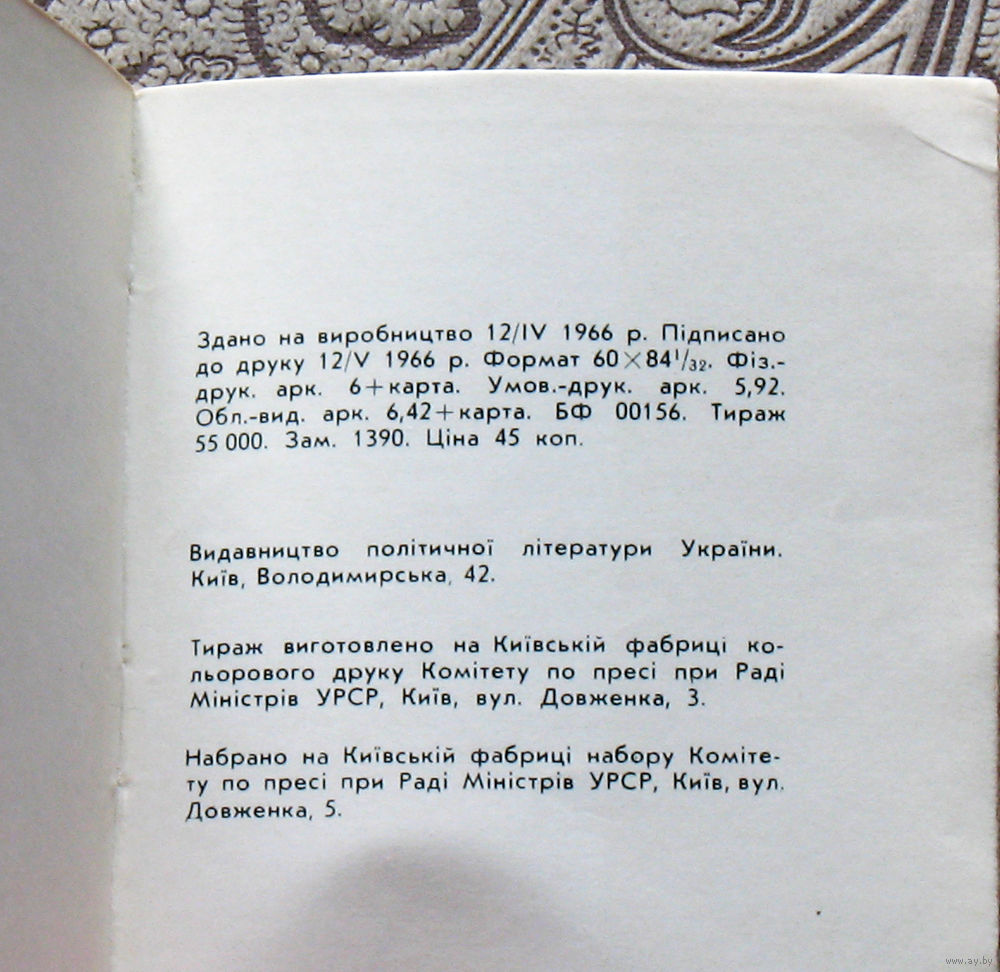 Здано на виробництво 12/IV 1966 р. Підписано
до друку 12/V 1966 р. Формат 60×84¹/₃₂. Фіз.-
друк. арк. 6+карта. Умов.-друк. арк. 5,92.
Обл.-вид. арк. 6,42+карта. БФ 00156. Тираж
55 000. Зам. 1390. Ціна 45 коп.
Видавництво політичної літератури України.
Київ, Володимирська, 42.
Тираж виготовлено на Київській фабриці ко-
льорового друку Комітету по пресі при Раді
Міністрів УРСР, Київ, вул. Довженка, 3.
Набрано на Київській фабриці набору Коміте-
ту по пресі при Раді Міністрів УРСР, Київ, вул.
Довженка, 5.
www.ay.by